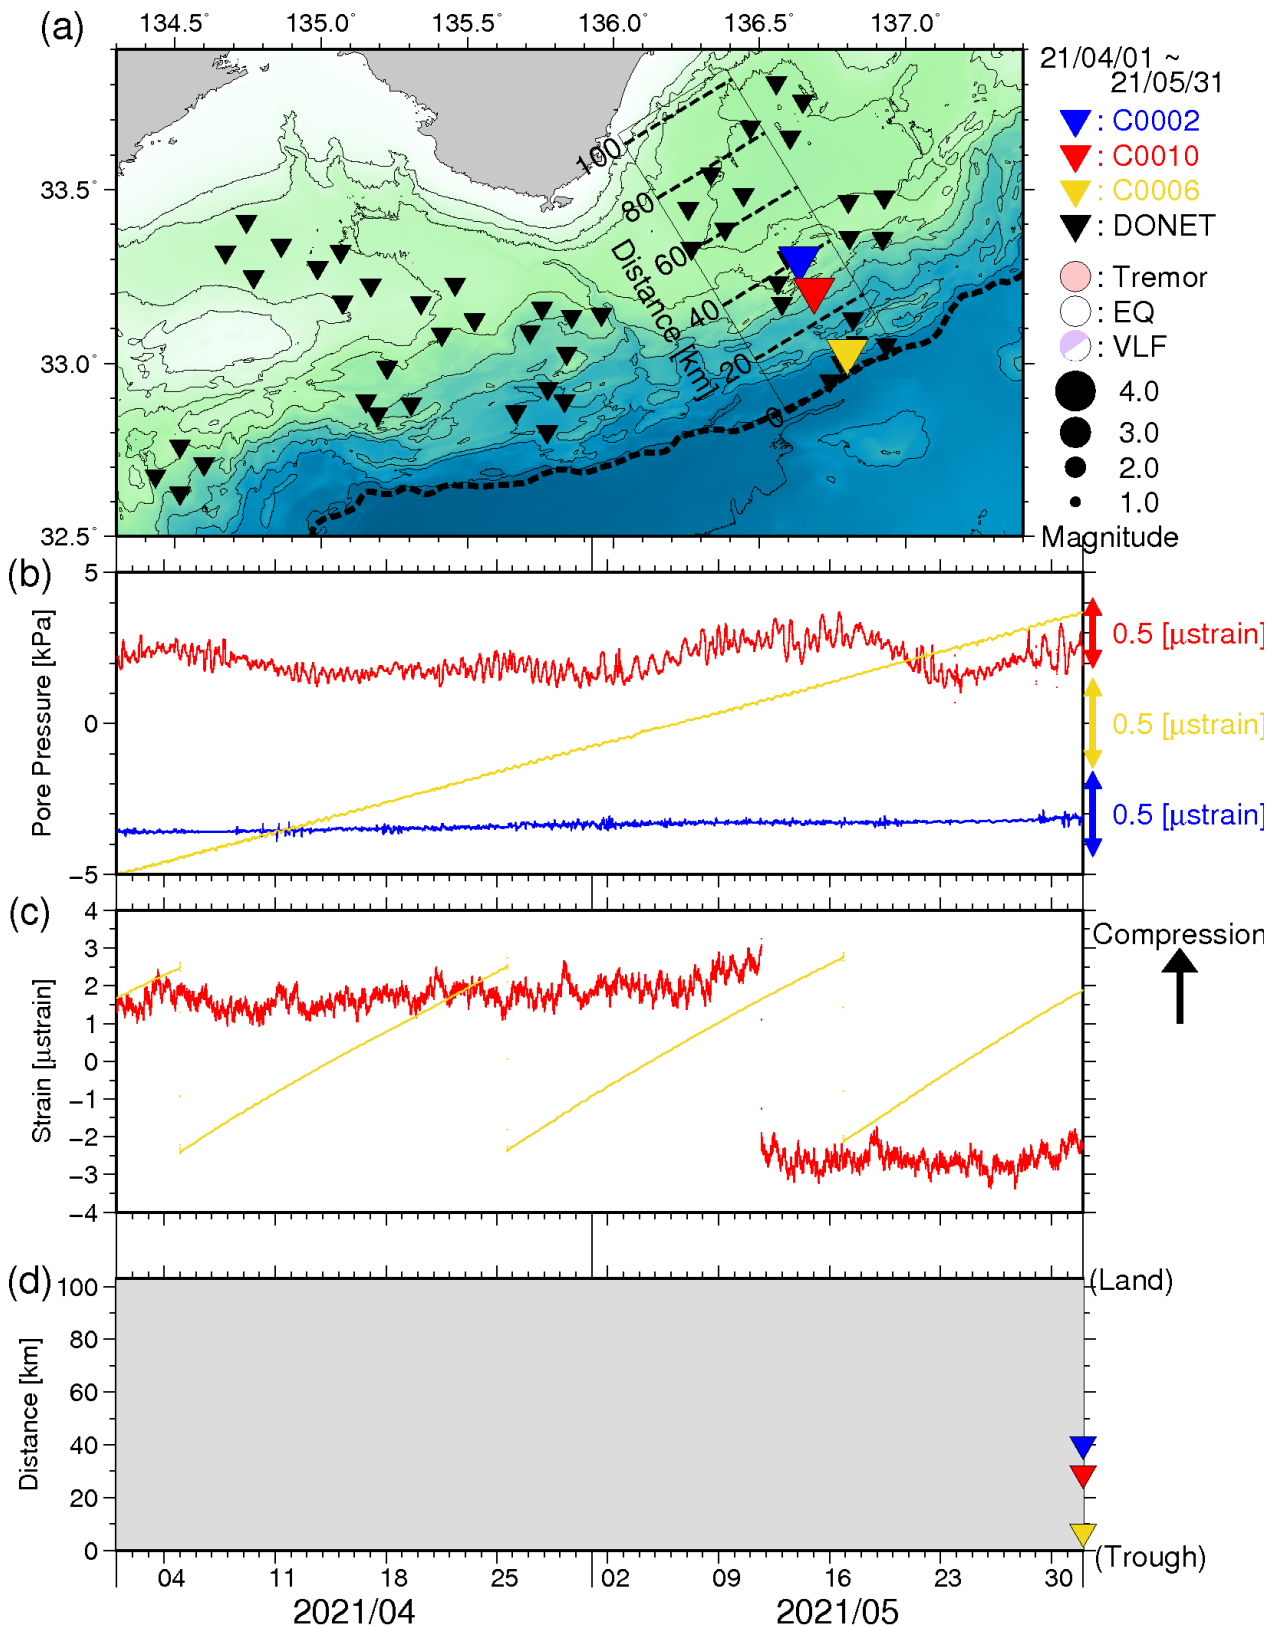 (a)
134.5° 135.0° 135.5° 136.0° 136.5° 137.0°
33.5°
33.0°
32.5°
100
80
60
40
20
0
Distance [km]
21/04/01 ~
21/05/31
: C0002
: C0010
: C0006
: DONET
: Tremor
: EQ
: VLF
4.0
3.0
2.0
1.0
Magnitude
(b)
Pore Pressure [kPa]
5
0
−5
0.5 [μstrain]
0.5 [μstrain]
0.5 [μstrain]
(c)
Strain [μstrain]
4
3
2
1
0
−1
−2
−3
−4
Compression
(d)
Distance [km]
100
80
60
40
20
0
(Land)
(Trough)
04 11 18 25 02 09 16 23 30
2021/04 2021/05